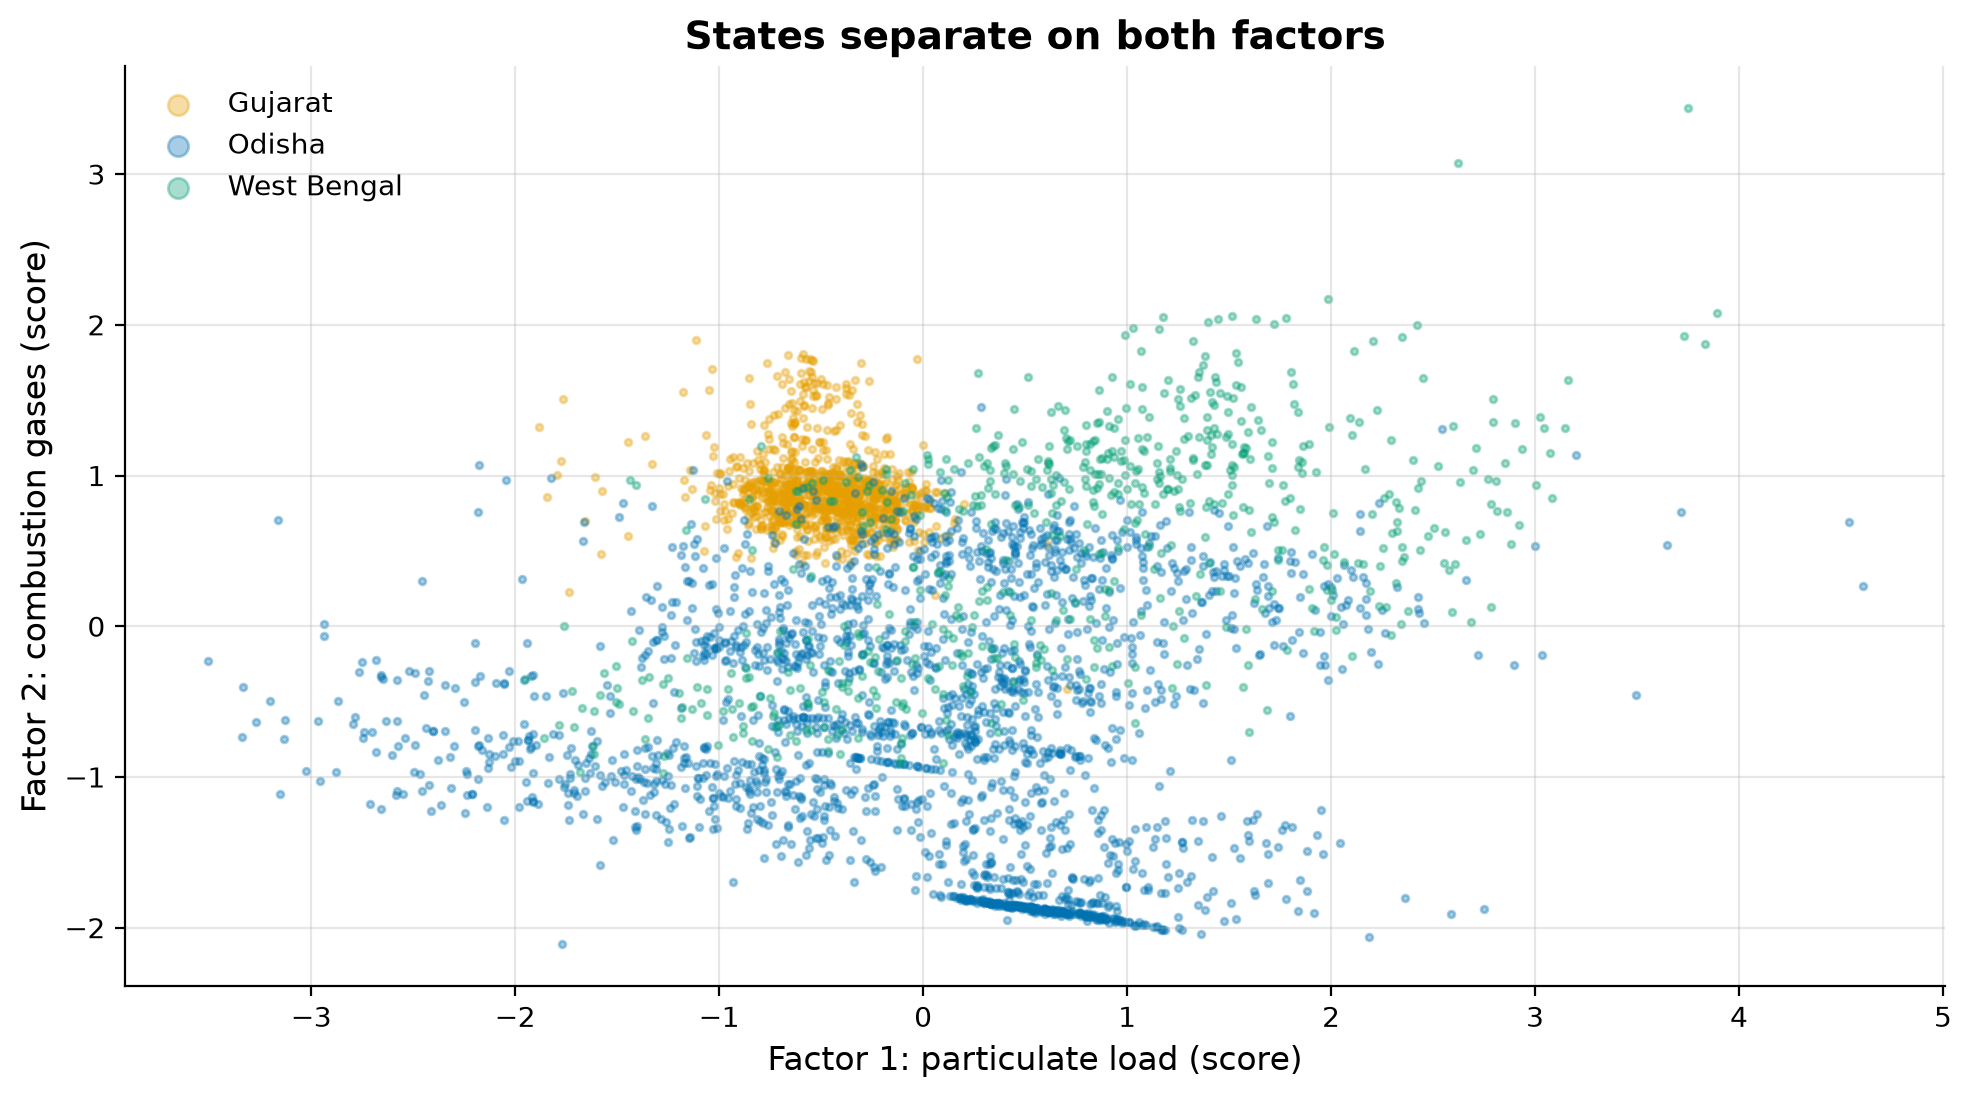 States separate on both factors
Gujarat
Odisha
West Bengal
Factor 2: combustion gases (score)
3
2
1
0
−1
−2
−3
−2
−1
0
1
2
3
4
5
Factor 1: particulate load (score)